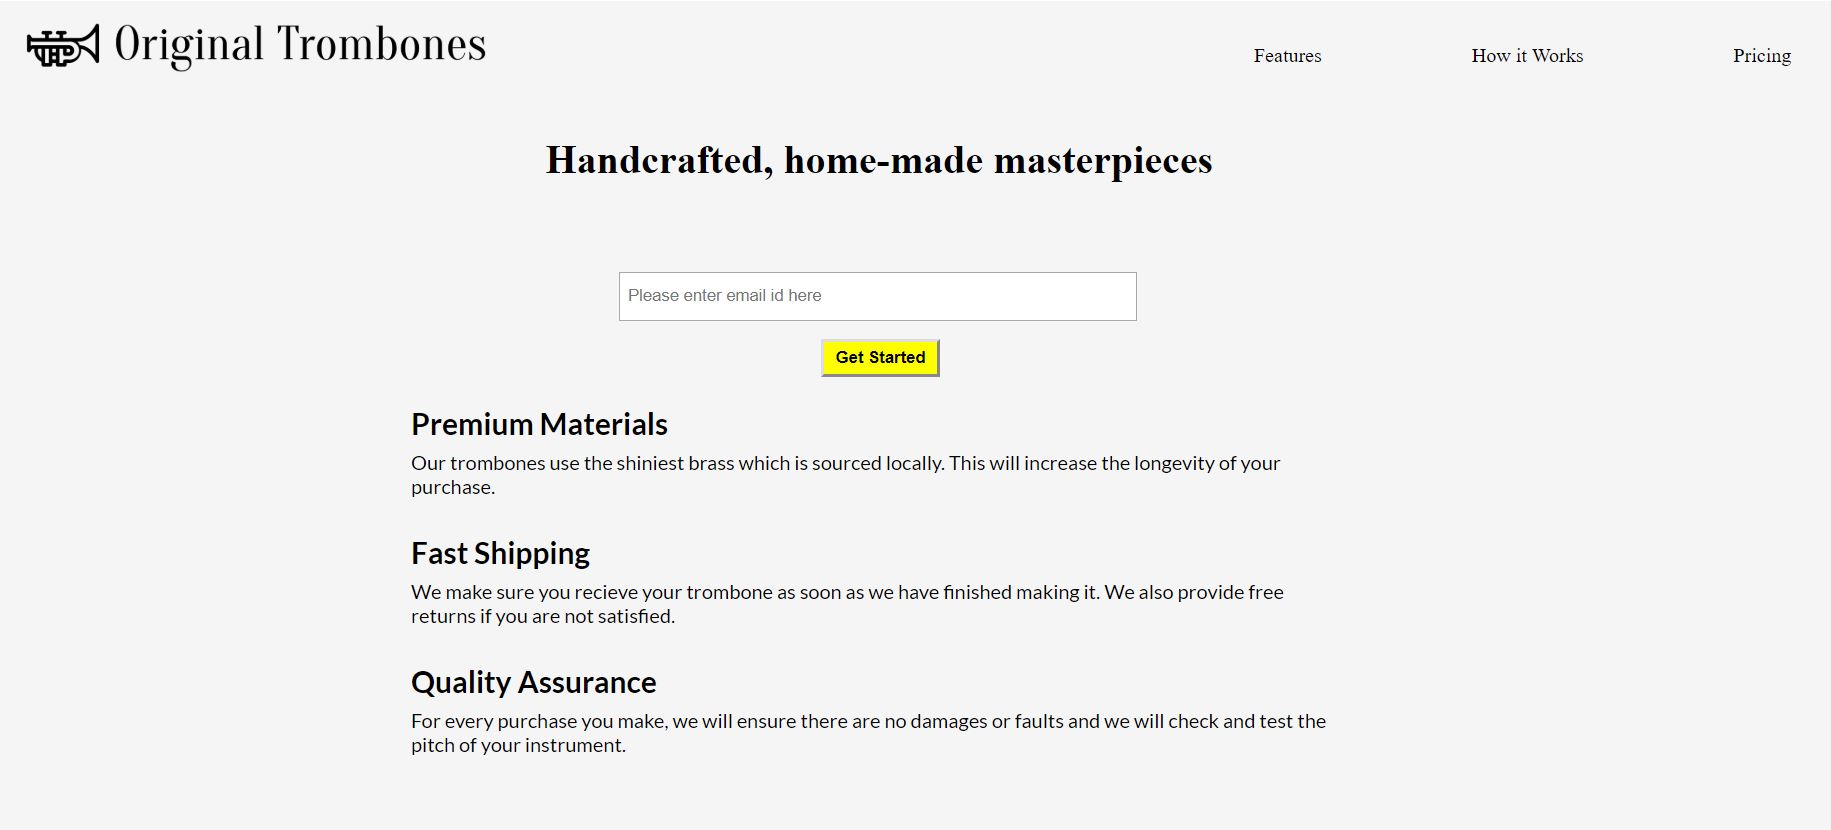 Original Trombones
Features
How it Works
Pricing
Handcrafted, home-made masterpieces
Please enter email id here
Get Started
Premium Materials
Our trombones use the shiniest brass which is sourced locally. This will increase the longevity of your
purchase.
Fast Shipping
We make sure you recieve your trombone as soon as we have finished making it. We also provide free
returns if you are not satisfied.
Quality Assurance
For every purchase you make, we will ensure there are no damages or faults and we will check and test the
pitch of your instrument.